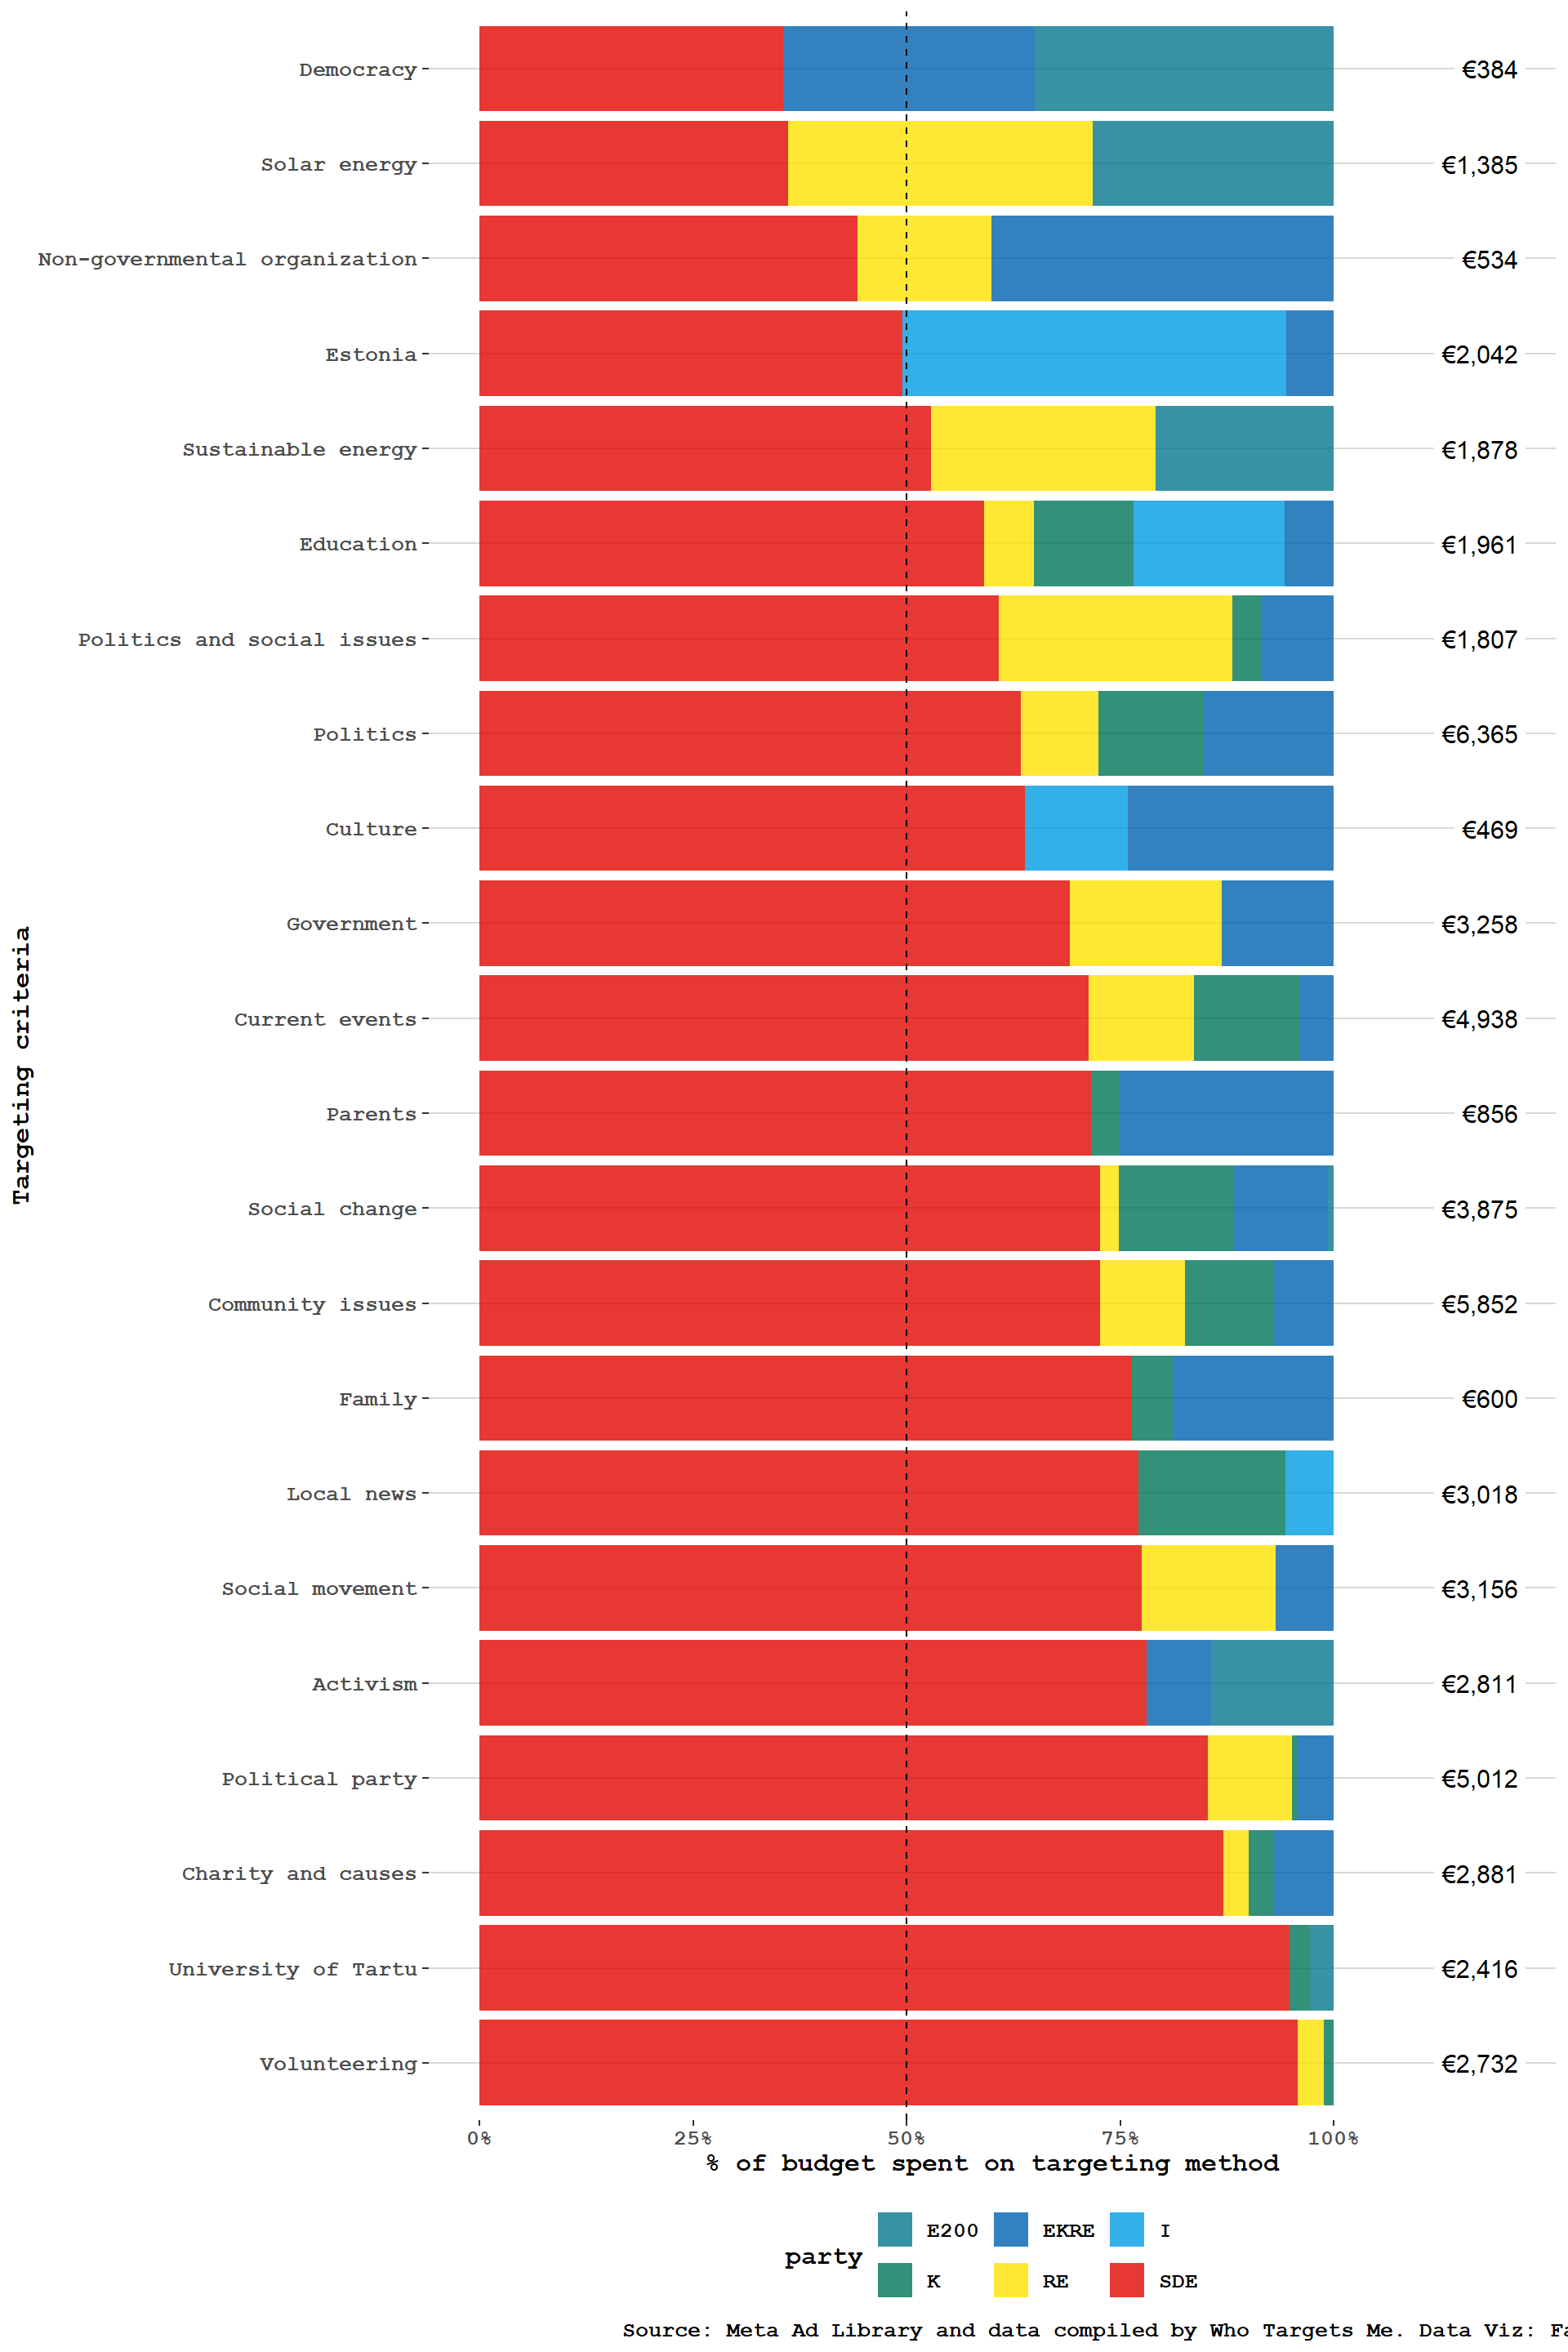 Democracy €384
Solar energy €1,385
Non-governmental organization €534
Estonia €2,042
Sustainable energy €1,878
Education €1,961
Politics and social issues €1,807
Politics €6,365
Culture €469
Government €3,258
Current events €4,938
Parents €856
Social change €3,875
Community issues €5,852
Family €600
Local news €3,018
Social movement €3,156
Activism €2,811
Political party €5,012
Charity and causes €2,881
University of Tartu €2,416
Volunteering €2,732
Targeting criteria
0% 25% 50% 75% 100%
% of budget spent on targeting method
party
E200 EKRE I
K RE SDE
Source: Meta Ad Library and data compiled by Who Targets Me. Data Viz: